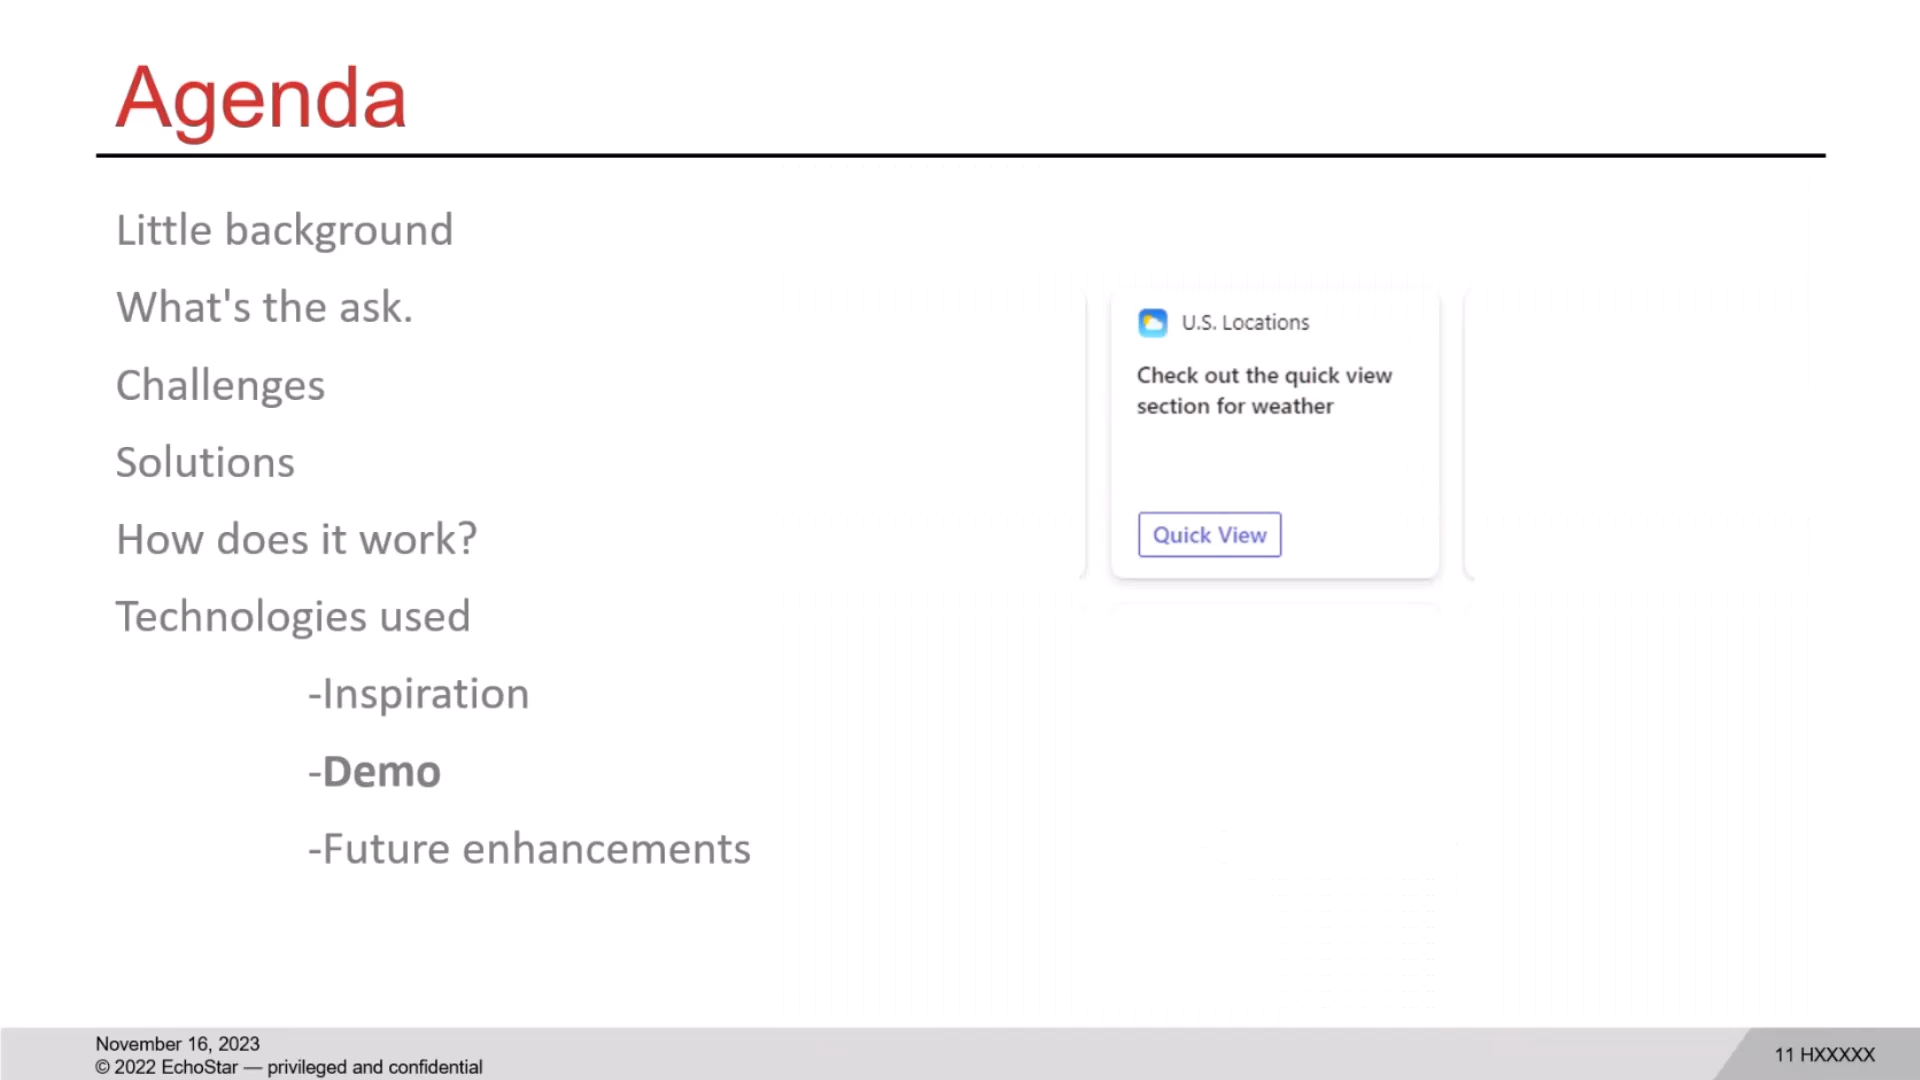 Agenda
Little background
What's the ask.
Challenges
Solutions
How does it work?
Technologies used
-Inspiration
-Demo
-Future enhancements
U.S. Locations
Check out the quick view
section for weather
Quick View
November 16, 2023
© 2022 EchoStar — privileged and confidential
11 HXXXXX